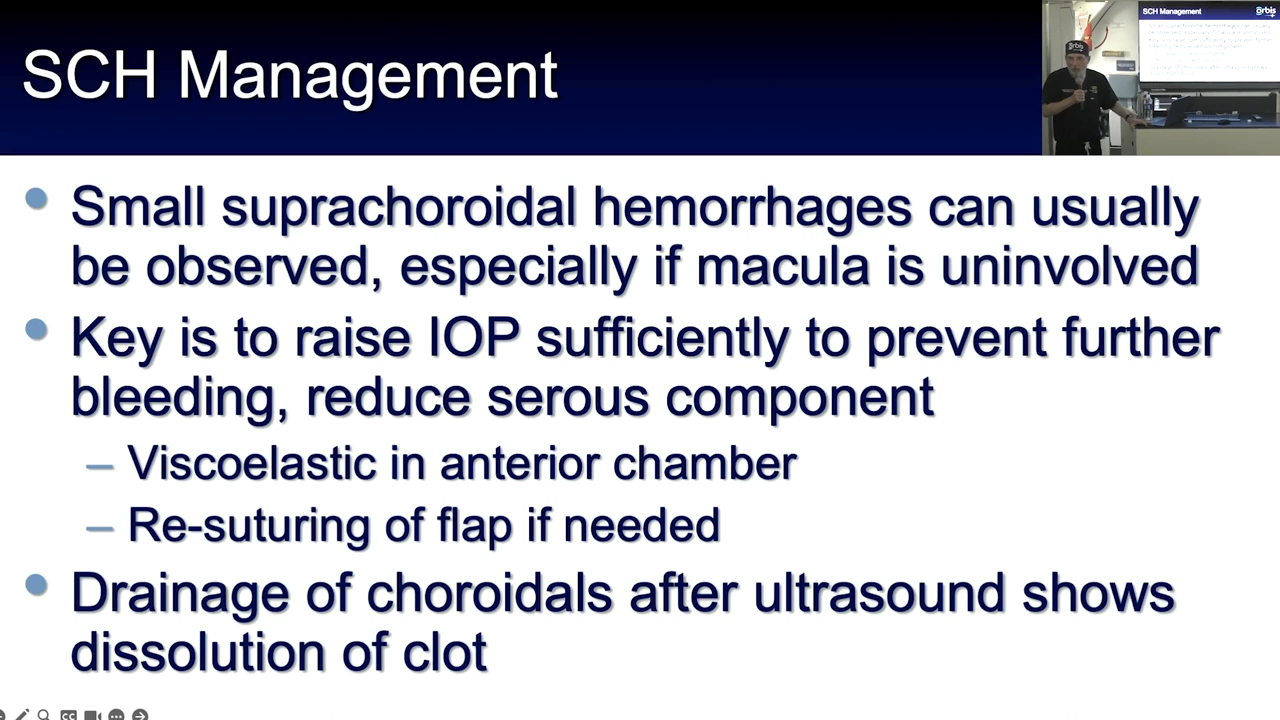 SCH Management
SCH Management
orbis
orbis
• Small suprachoroidal hemorrhages can usually
be observed, especially if macula is uninvolved
• Key is to raise IOP sufficiently to prevent further
bleeding, reduce serous component
– Viscoelastic in anterior chamber
– Re-suturing of flap if needed
• Drainage of choroidals after ultrasound shows
dissolution of clot
CC